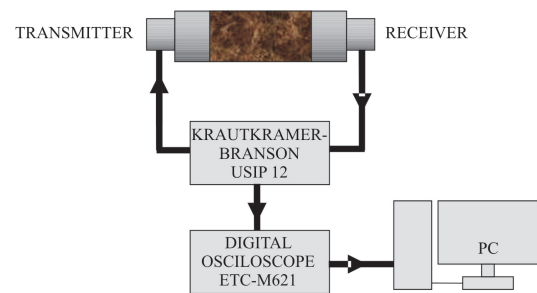 TRANSMITTER
RECEIVER
KRAUTKRAMER-
BRANSON
USIP 12
DIGITAL
OSCILOSCOPE
ETC-M621
PC